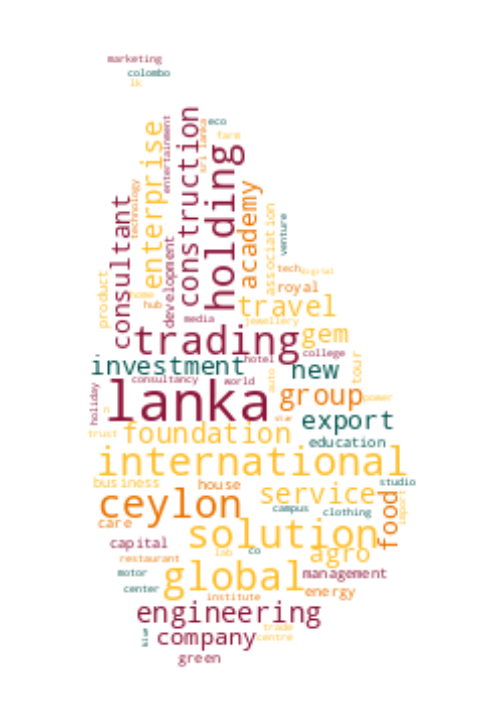 marketing
colombo
lk
eco
farm
enterprise
entertainment
construction
sri lanka
holding
technology
consultant
academy
association
venture
development
product
home
hub
tech
digital
royal
travel
media
jewellery
trading
gem
hotel
college
tour
investment
new
consultancy
world
auto
power
holiday
lanka
group
star
export
n
trust
foundation
education
international
business
house
service
studio
ceylon
campus
clothing
food
import
care
solution
capital
lab
co
agro
restaurant
motor
global
management
center
institute
energy
engineering
trade
blue
company
centre
green